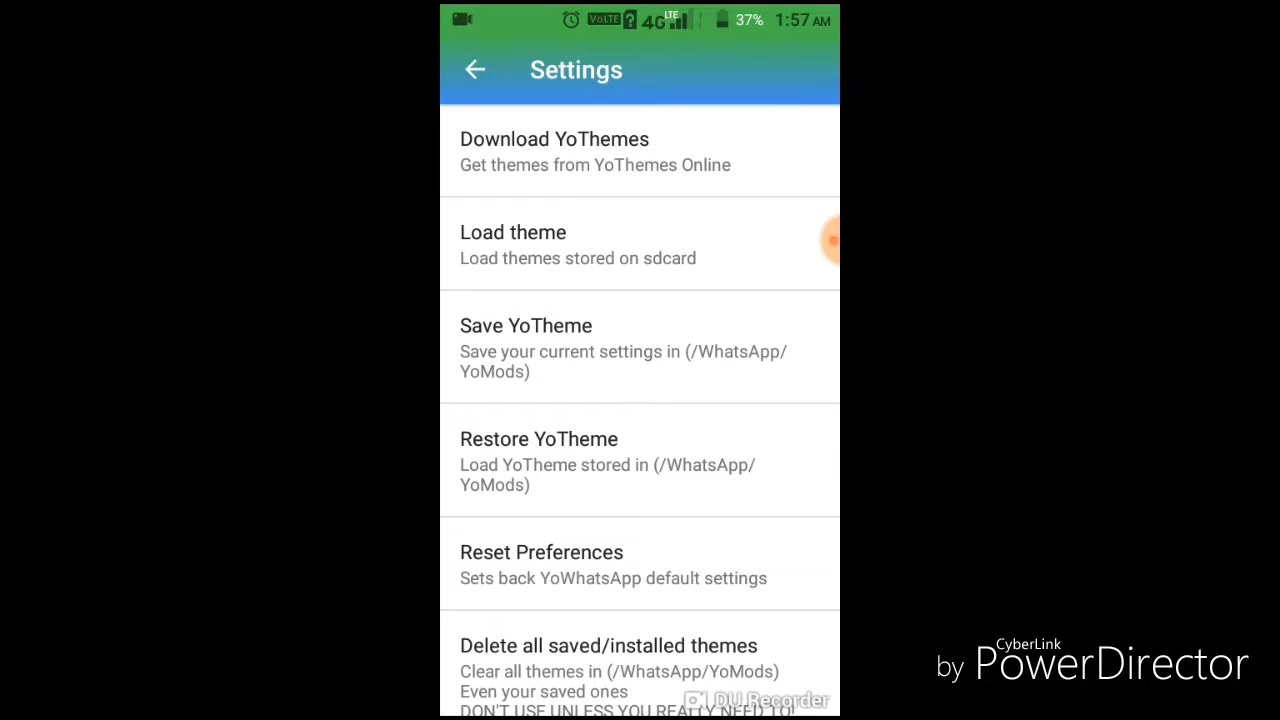 VoLTE ? 4G LTE 37% 1:57 AM
Settings
Download YoThemes
Get themes from YoThemes Online
Load theme
Load themes stored on sdcard
Save YoTheme
Save your current settings in (/WhatsApp/
YoMods)
Restore YoTheme
Load YoTheme stored in (/WhatsApp/
YoMods)
Reset Preferences
Sets back YoWhatsApp default settings
Delete all saved/installed themes
Clear all themes in (/WhatsApp/YoMods)
Even your saved ones
DON'T USE UNLESS YOU REALLY NEED TO!
DU Recorder
CyberLink
by PowerDirector